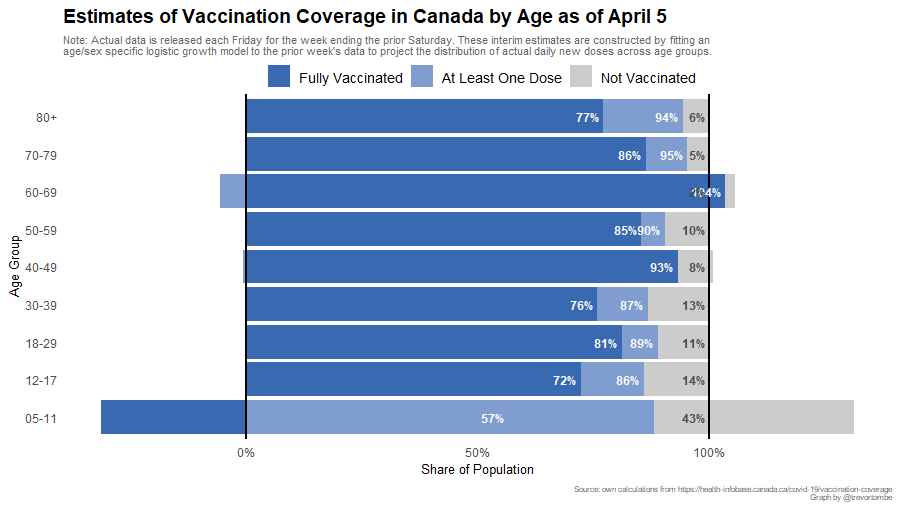 Estimates of Vaccination Coverage in Canada by Age as of April 5
Note: Actual data is released each Friday for the week ending the prior Saturday. These interim estimates are constructed by fitting an
age/sex specific logistic growth model to the prior week's data to project the distribution of actual daily new doses across age groups.
Fully Vaccinated At Least One Dose Not Vaccinated
80+ 77% 94% 6%
70-79 86% 95% 5%
60-69 104%
50-59 85% 90% 10%
40-49 93% 8%
30-39 76% 87% 13%
18-29 81% 89% 11%
12-17 72% 86% 14%
05-11 57% 43%
Age Group
0% 50% 100%
Share of Population
Source: own calculations from https://health-infobase.canada.ca/covid-19/vaccination-coverage
Graph by @trevortombe